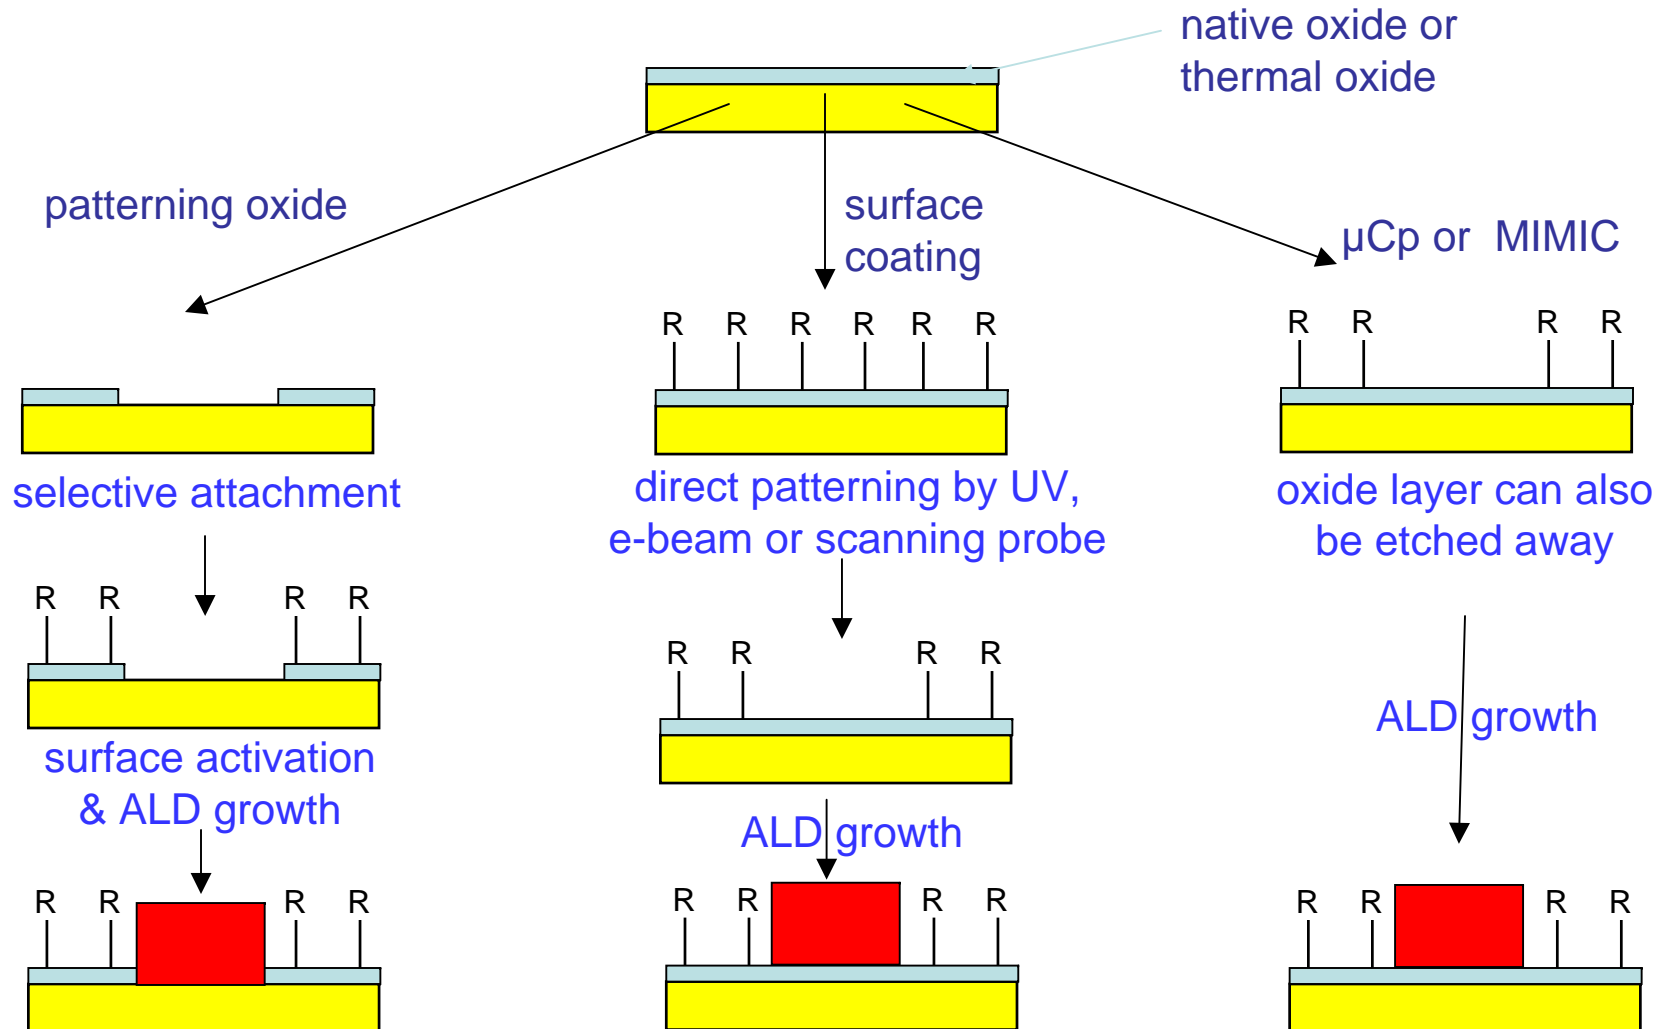 native oxide or
thermal oxide
patterning oxide
surface
coating
µCp or MIMIC
R R R R R R
R R R R
selective attachment
direct patterning by UV,
e-beam or scanning probe
oxide layer can also
be etched away
R R R R
R R R R
surface activation
& ALD growth
ALD growth
ALD growth
R R R R
R R R R
R R R R